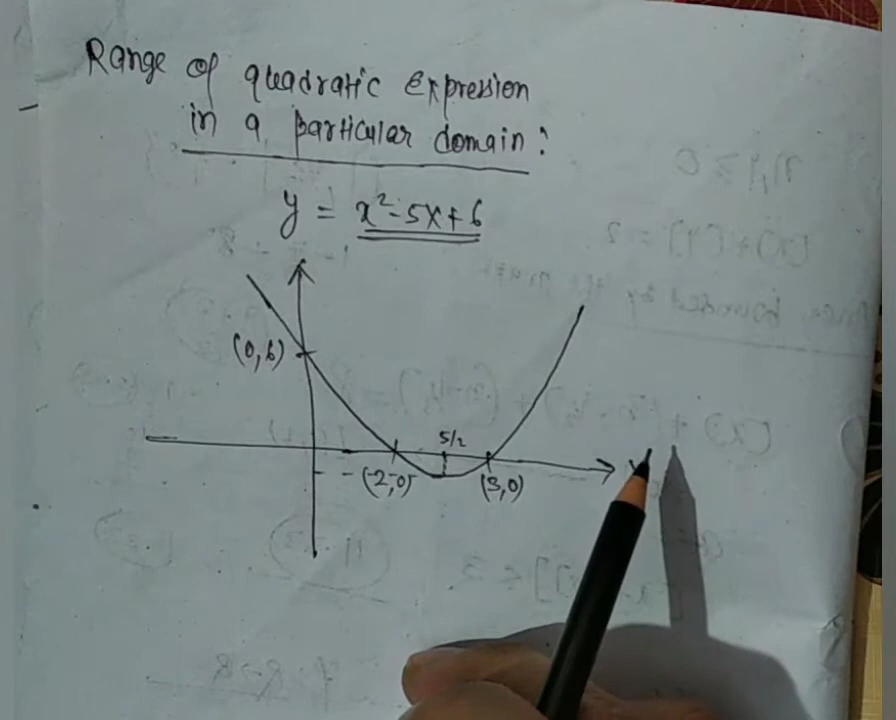 Range of quadratic expression
in a particular domain:
y = x²-5x+6
(0,6)
5/2
(2,0)
(3,0)